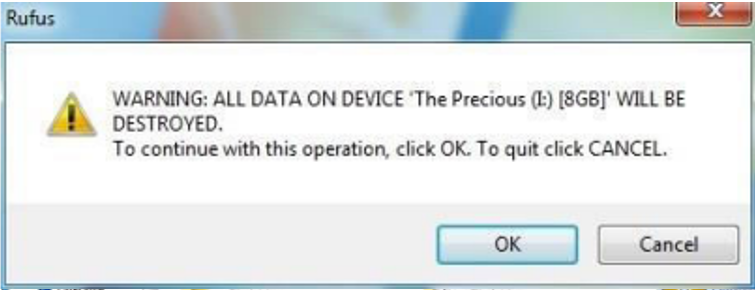 Rufus
WARNING: ALL DATA ON DEVICE 'The Precious (I:) [8GB]' WILL BE
DESTROYED.
To continue with this operation, click OK. To quit click CANCEL.
OK
Cancel